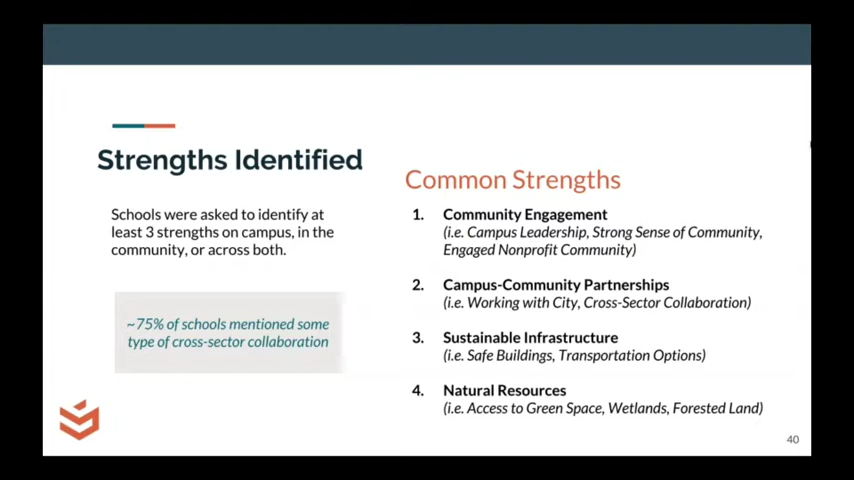 Strengths Identified
Schools were asked to identify at
least 3 strengths on campus, in the
community, or across both.
~75% of schools mentioned some
type of cross-sector collaboration
Common Strengths
1. Community Engagement
(i.e. Campus Leadership, Strong Sense of Community,
Engaged Nonprofit Community)
2. Campus-Community Partnerships
(i.e. Working with City, Cross-Sector Collaboration)
3. Sustainable Infrastructure
(i.e. Safe Buildings, Transportation Options)
4. Natural Resources
(i.e. Access to Green Space, Wetlands, Forested Land)
40